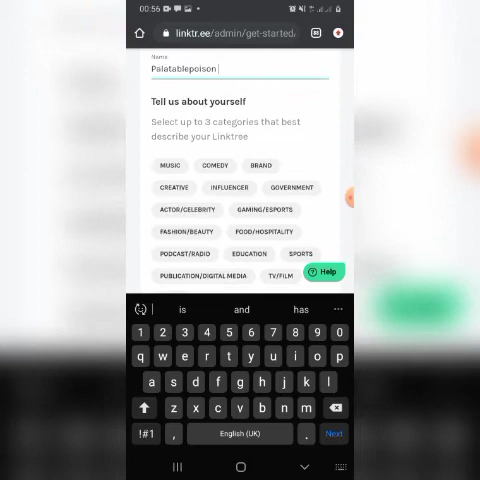 00:56
linktr.ee/admin/get-started/
88
Name
Palatablepoison
Tell us about yourself
Select up to 3 categories that best
describe your Linktree
MUSIC COMEDY BRAND
CREATIVE INFLUENCER GOVERNMENT
ACTOR/CELEBRITY GAMING/ESPORTS
FASHION/BEAUTY FOOD/HOSPITALITY
PODCAST/RADIO EDUCATION SPORTS
PUBLICATION/DIGITAL MEDIA TV/FILM
? Help
is and has ...
1 2 3 4 5 6 7 8 9 0
q w e r t y u i o p
a s d f g h j k l
z x c v b n m
!#1 , English (UK) . Next